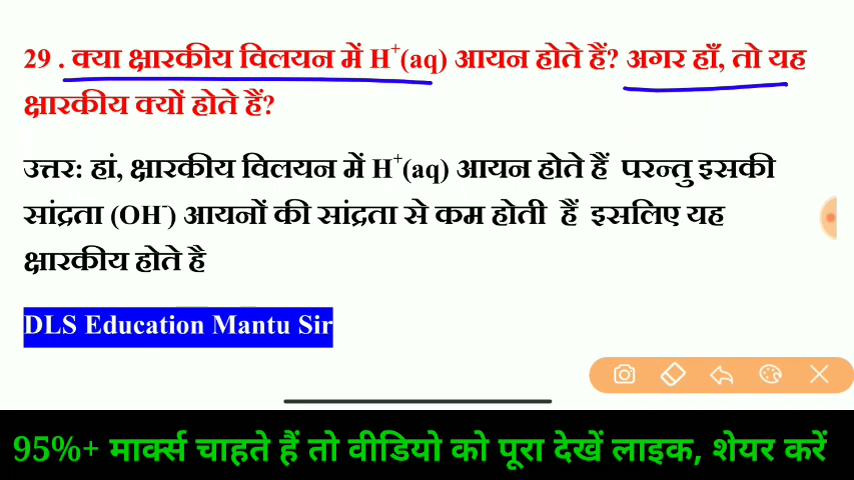 29 . क्या क्षारकीय विलयन में H⁺(aq) आयन होते हैं? अगर हाँ, तो यह
क्षारकीय क्यों होते हैं?
उत्तर: हां, क्षारकीय विलयन में H⁺(aq) आयन होते हैं परन्तु इसकी
सांद्रता (OH⁻) आयनों की सांद्रता से कम होती हैं इसलिए यह
क्षारकीय होते है
DLS Education Mantu Sir
95%+ मार्क्स चाहते हैं तो वीडियो को पूरा देखें लाइक, शेयर करें